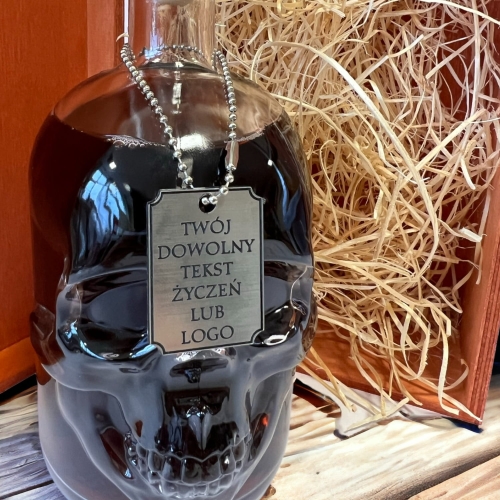 TWÓJ
DOWOLNY
TEKST
ŻYCZEŃ
LUB
LOGO